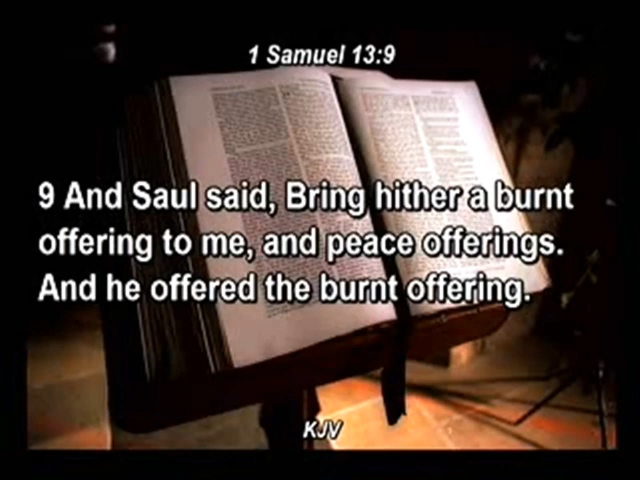 1 Samuel 13:9
9 And Saul said, Bring hither a burnt
offering to me, and peace offerings.
And he offered the burnt offering.
KJV